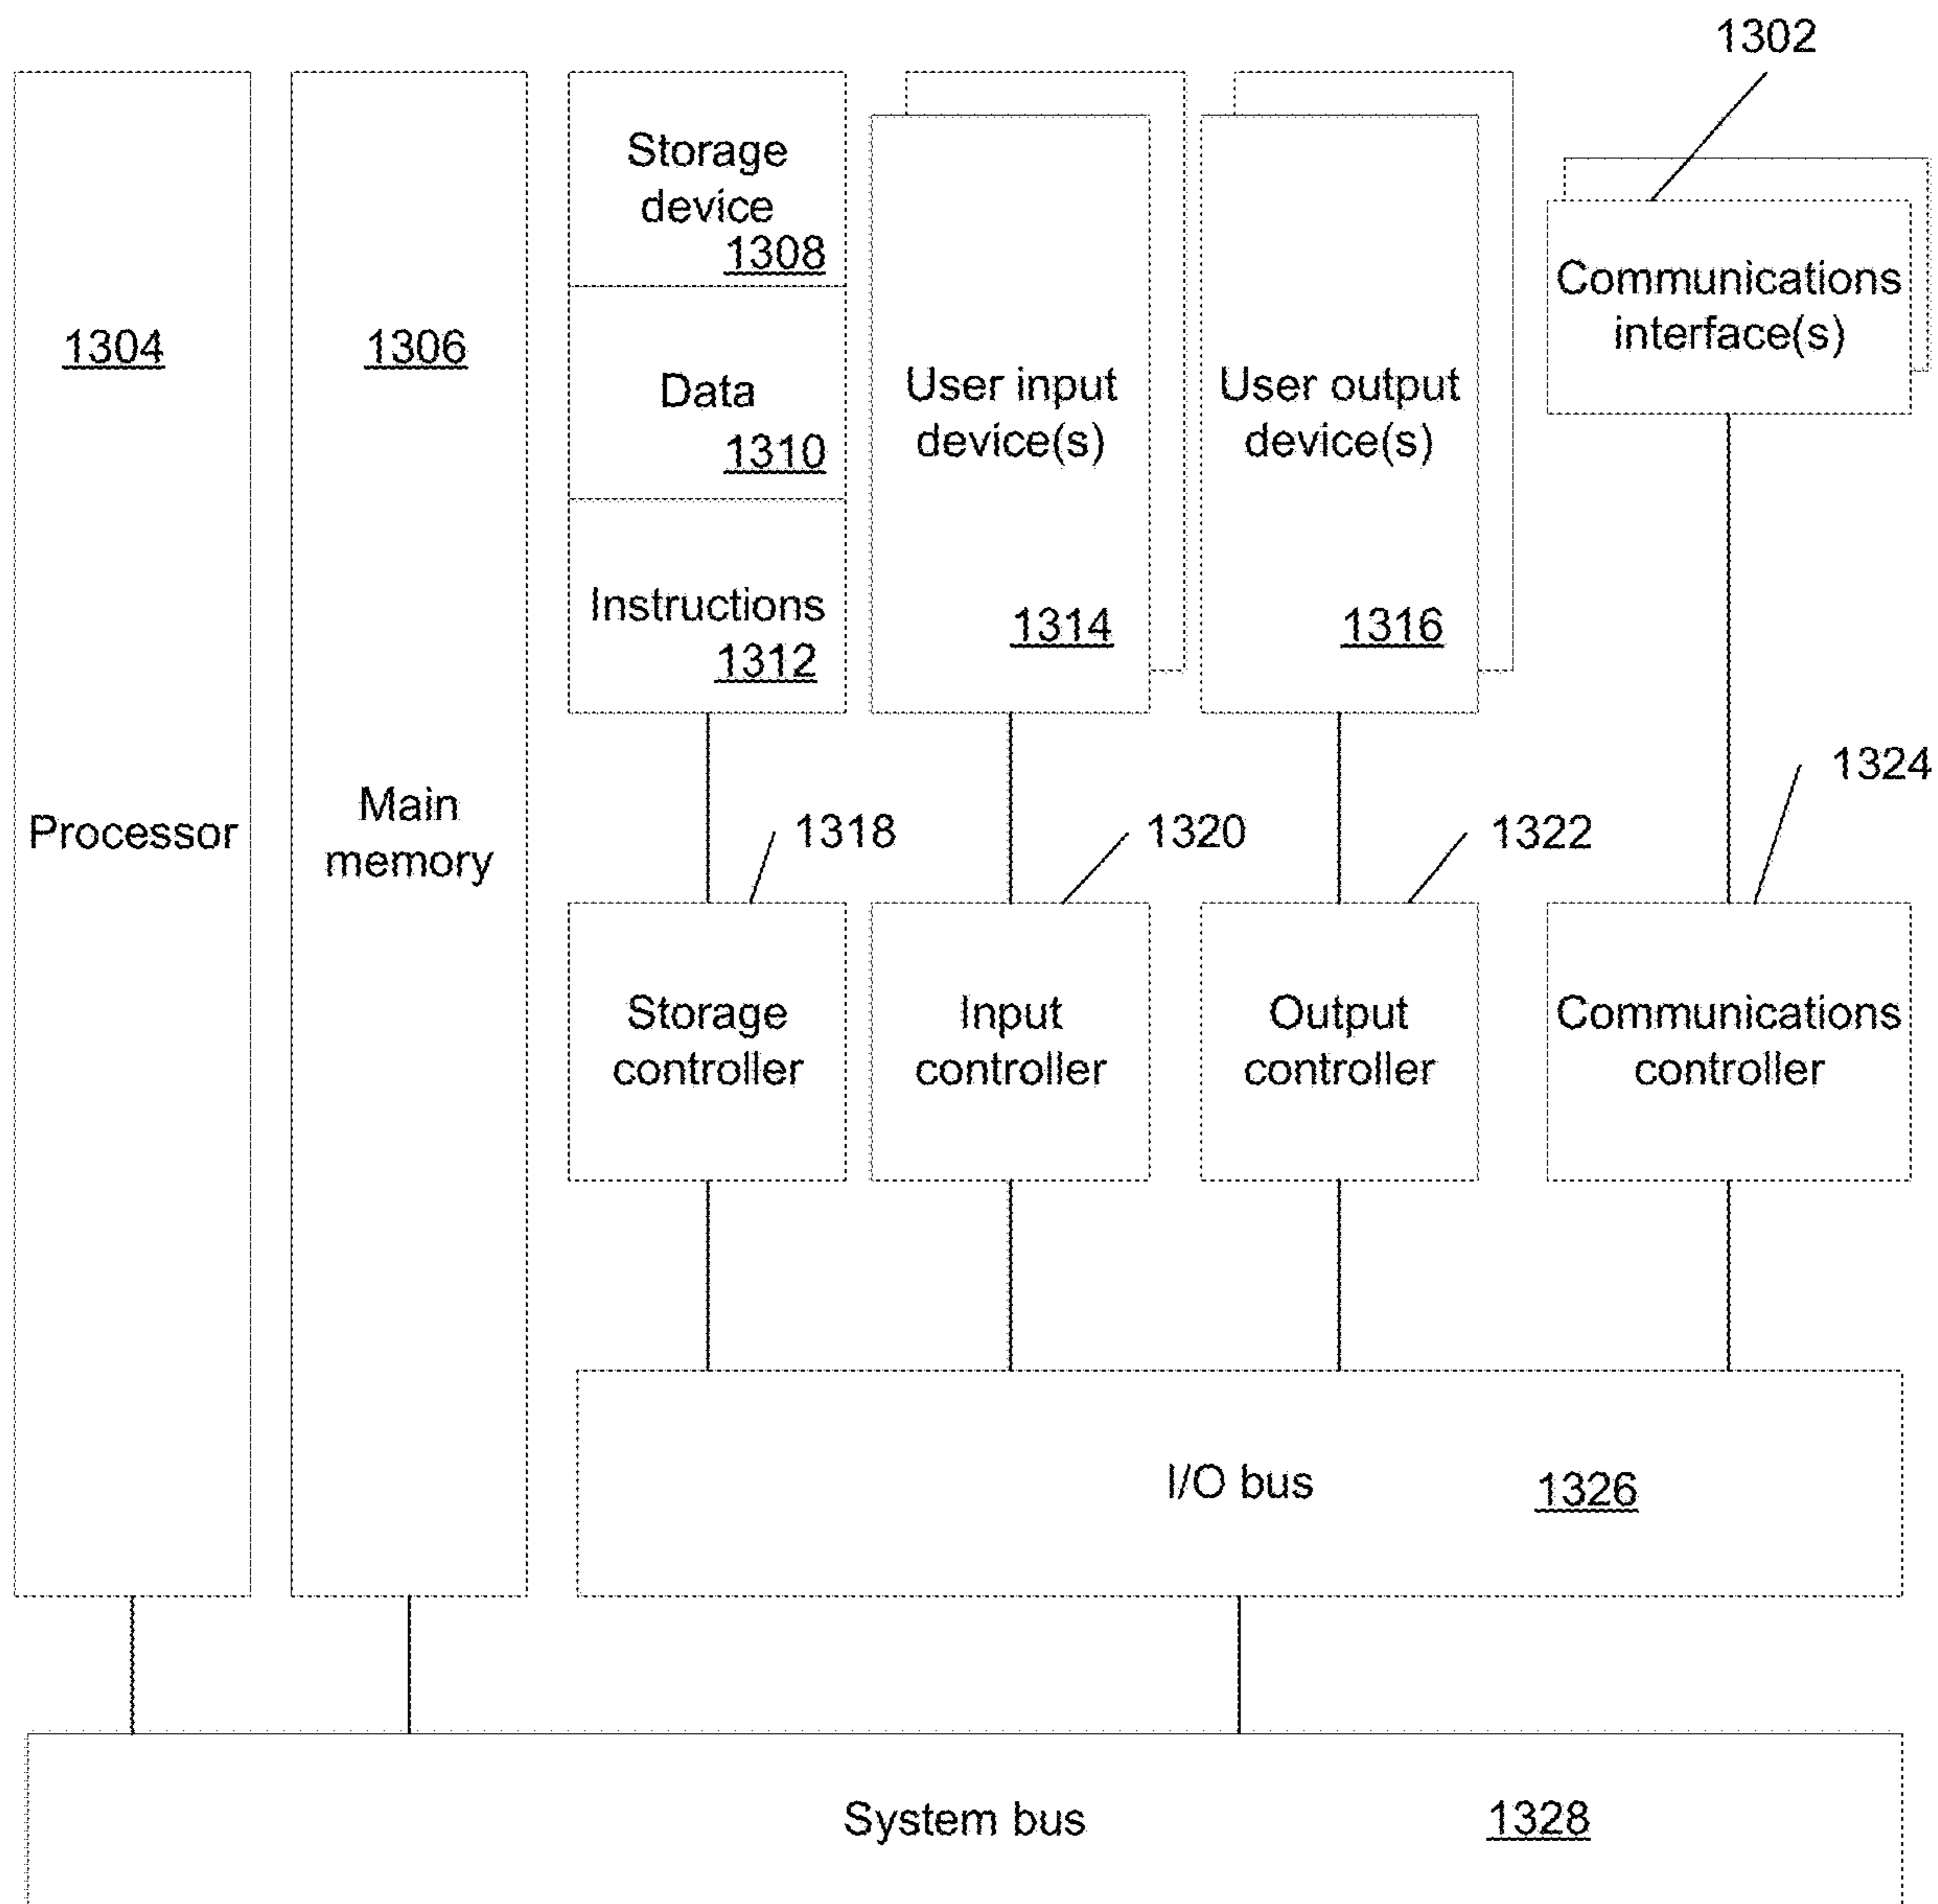 1302
1304
Processor
1306
Main
memory
Storage
device
1308
Data
1310
Instructions
1312
User input
device(s)
1314
User output
device(s)
1316
Communications
interface(s)
1318
1320
1322
1324
Storage
controller
Input
controller
Output
controller
Communications
controller
I/O bus
1326
System bus
1328